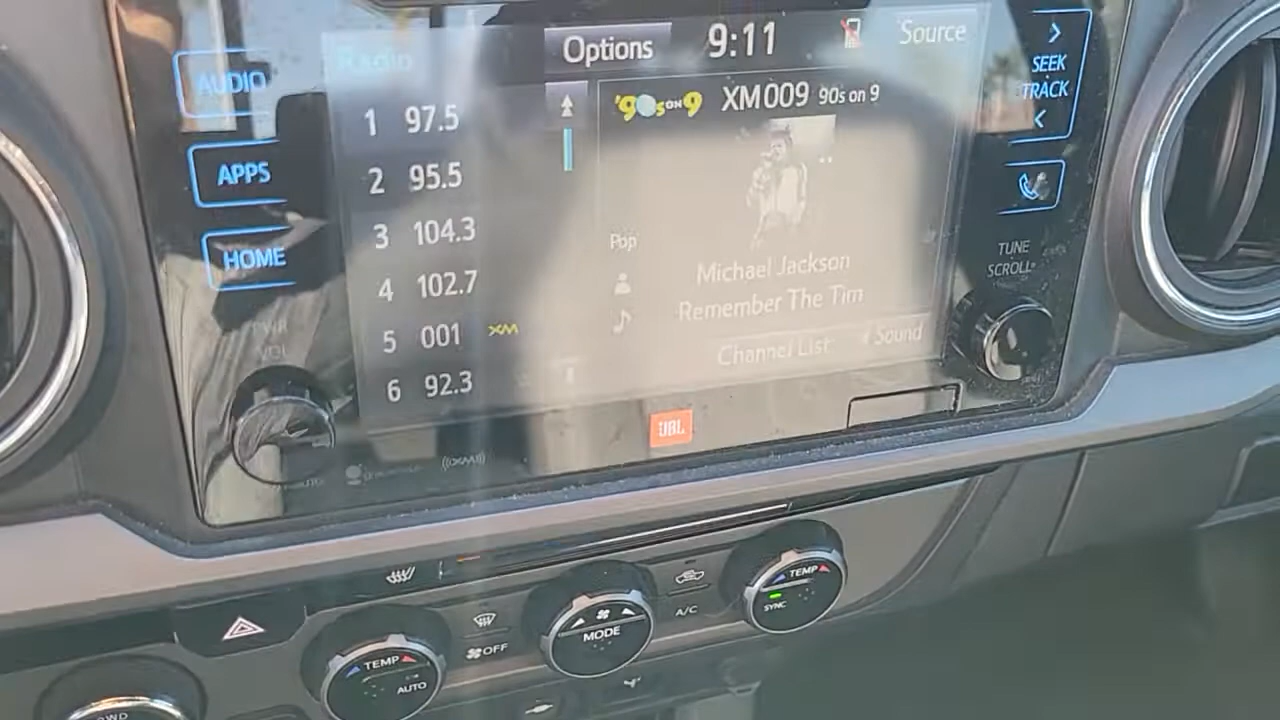 AUDIO
APPS
HOME
PWR
VOL
Radio
Options
9:11
Source
1 97.5
2 95.5
3 104.3
4 102.7
5 001 XM
6 92.3
'90s ON 9
XM009 90s on 9
Pop
Michael Jackson
Remember The Tim
Channel List
Sound
SEEK
TRACK
TUNE
SCROLL
JBL
((XM))
TEMP
AUTO
OFF
MODE
A/C
TEMP
SYNC